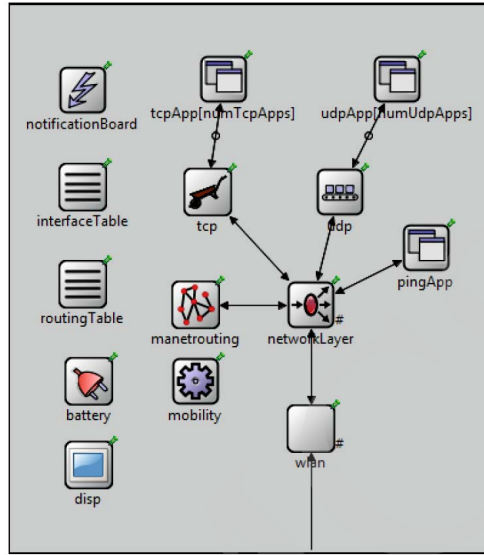 tcpApp[numTcpApps]
udpApp[numUdpApps]
notificationBoard
tcp
udp
interfaceTable
pingApp
routingTable
manetrouting
networkLayer
#
battery
mobility
wlan
#
disp